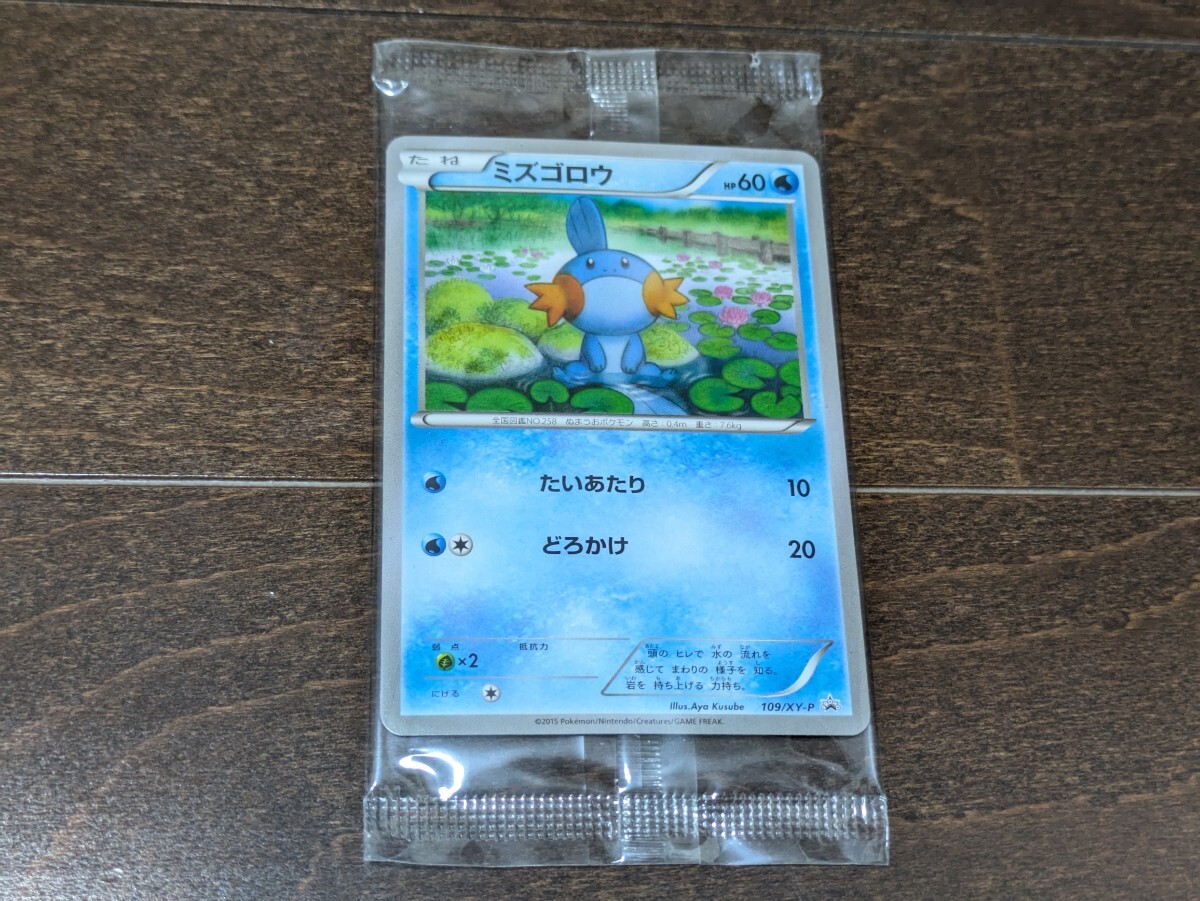 たね ミズゴロウ HP60
全国図鑑NO.258 ぬまうおポケモン 高さ:0.4m 重さ:7.6kg
たいあたり 10
どろかけ 20
弱点 抵抗力
×2
にげる
頭の ヒレで 水の 流れを
感じて まわりの 様子を 知る。
岩を 持ち上げる 力持ち。
Illus.Aya Kusube 109/XY-P
©2015 Pokémon/Nintendo/Creatures/GAME FREAK.